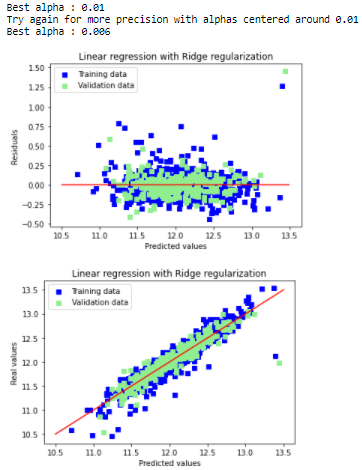 Best alpha : 0.01
Try again for more precision with alphas centered around 0.01
Best alpha : 0.006
Linear regression with Ridge regularization
Training data
Validation data
Residuals
1.50
1.25
1.00
0.75
0.50
0.25
0.00
−0.25
−0.50
10.5 11.0 11.5 12.0 12.5 13.0 13.5
Predicted values
Linear regression with Ridge regularization
Training data
Validation data
Real values
13.5
13.0
12.5
12.0
11.5
11.0
10.5
10.5 11.0 11.5 12.0 12.5 13.0 13.5
Predicted values